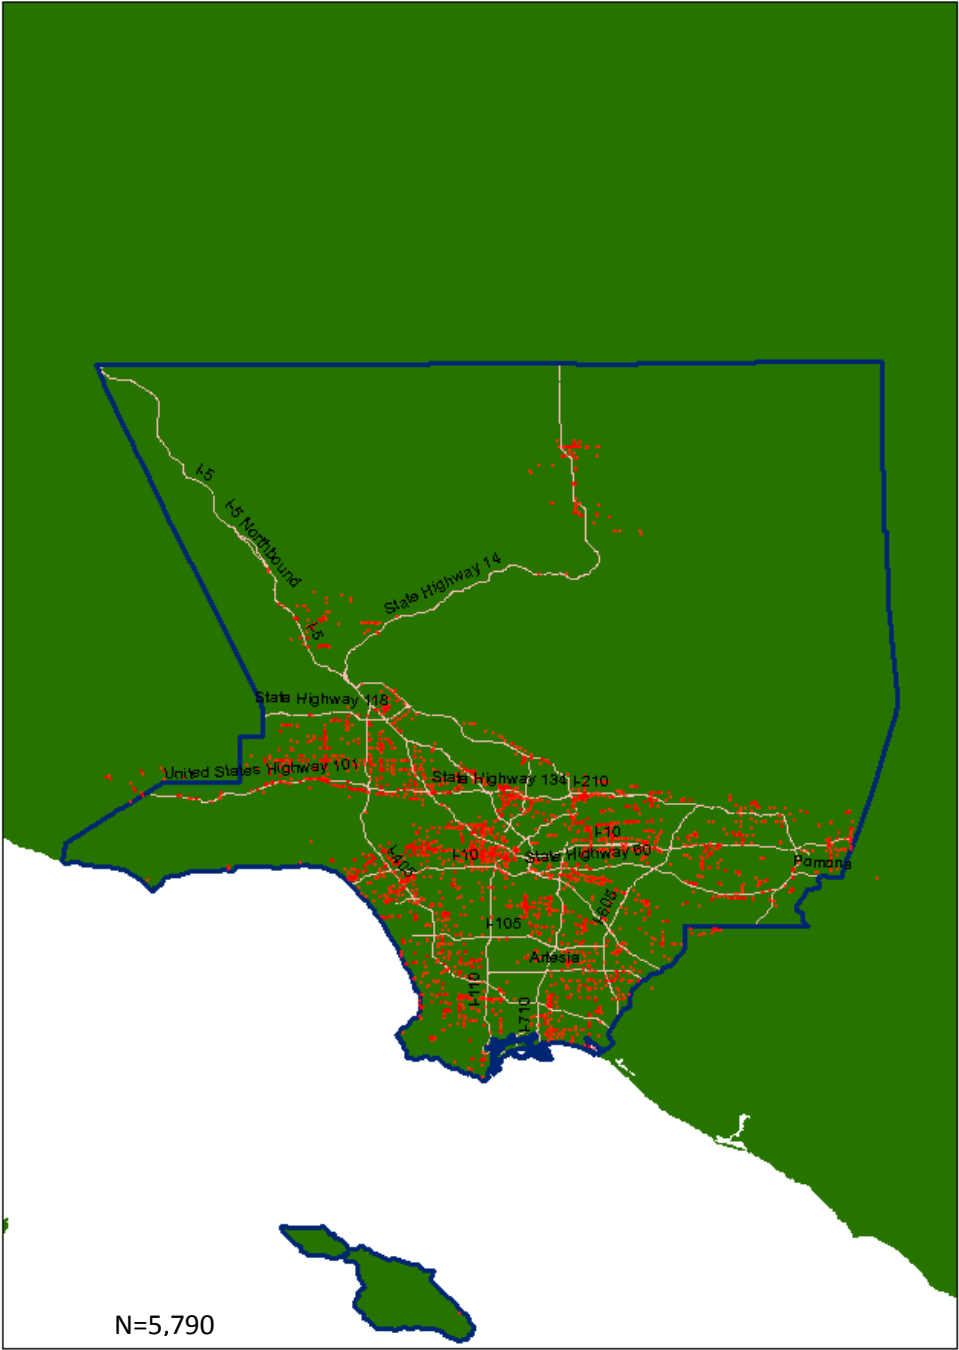 I-5
I-5 Northbound
State Highway 14
I-5
State Highway 118
United States Highway 101
State Highway 134
I-210
I-405
I-10
I-10
State Highway 60
Pomona
I-605
I-105
Artesia
I-110
I-710
N=5,790